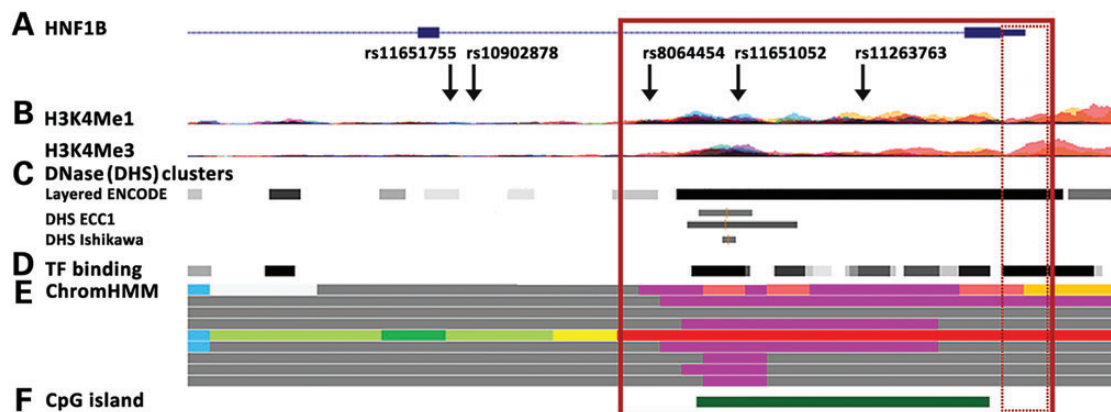 A HNF1B
rs11651755 rs10902878 rs8064454 rs11651052 rs11263763
B H3K4Me1
H3K4Me3
C DNase (DHS) clusters
Layered ENCODE
DHS ECC1
DHS Ishikawa
D TF binding
E ChromHMM
F CpG island